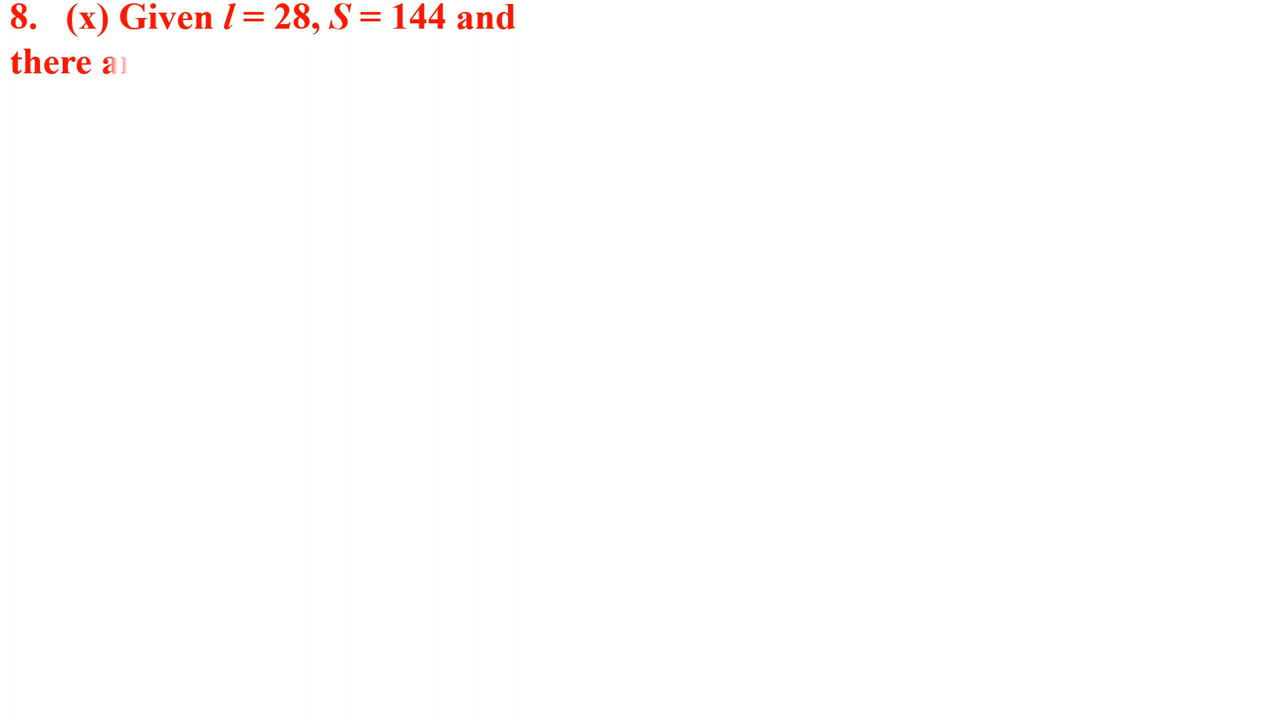 8. (x) Given l = 28, S = 144 and
there